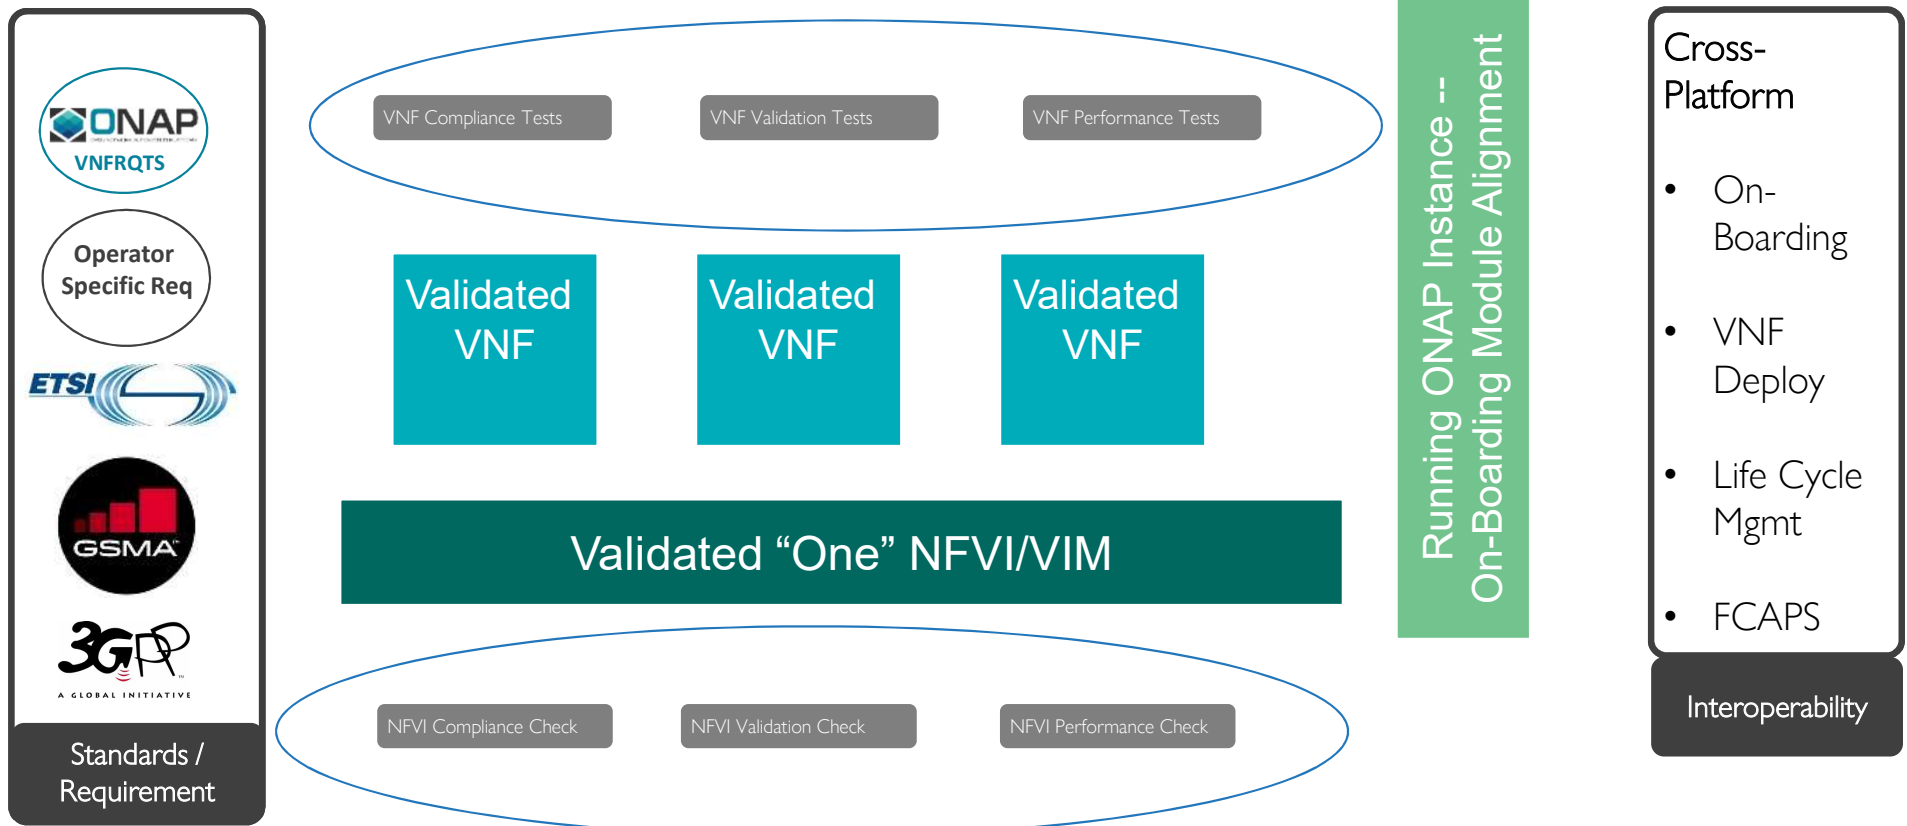 ONAP
VNFRQTS
Operator
Specific Req
ETSI
GSMA
3GPP
A GLOBAL INITIATIVE
Standards /
Requirement
VNF Compliance Tests
VNF Validation Tests
VNF Performance Tests
Validated
VNF
Validated
VNF
Validated
VNF
Validated “One” NFVI/VIM
NFVI Compliance Check
NFVI Validation Check
NFVI Performance Check
Running ONAP Instance --
On-Boarding Module Alignment
Cross-
Platform
• On-
Boarding
• VNF
Deploy
• Life Cycle
Mgmt
• FCAPS
Interoperability